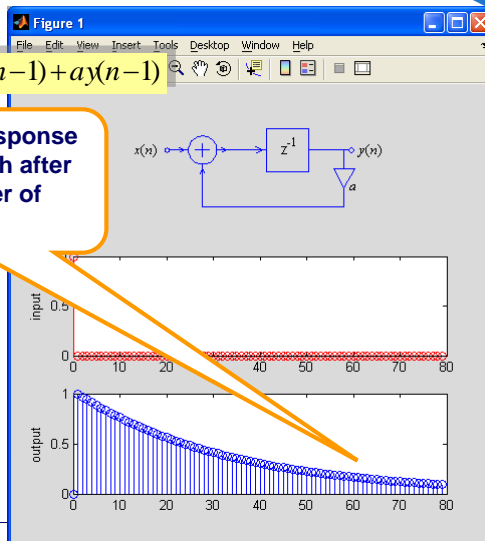 Figure 1
File Edit View Insert Tools Desktop Window Help
n−1)+ay(n−1)
sponse
h after
er of
x(n)
z-1
y(n)
a
input
0.5
0
0 10 20 30 40 50 60 70 80
output
1
0.5
0
0 10 20 30 40 50 60 70 80